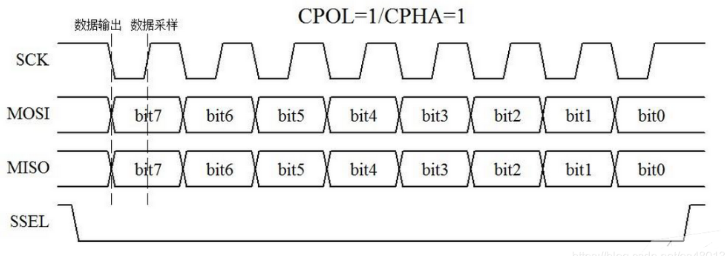 CPOL=1/CPHA=1
数据输出 数据采样
SCK
MOSI bit7 bit6 bit5 bit4 bit3 bit2 bit1 bit0
MISO bit7 bit6 bit5 bit4 bit3 bit2 bit1 bit0
SSEL